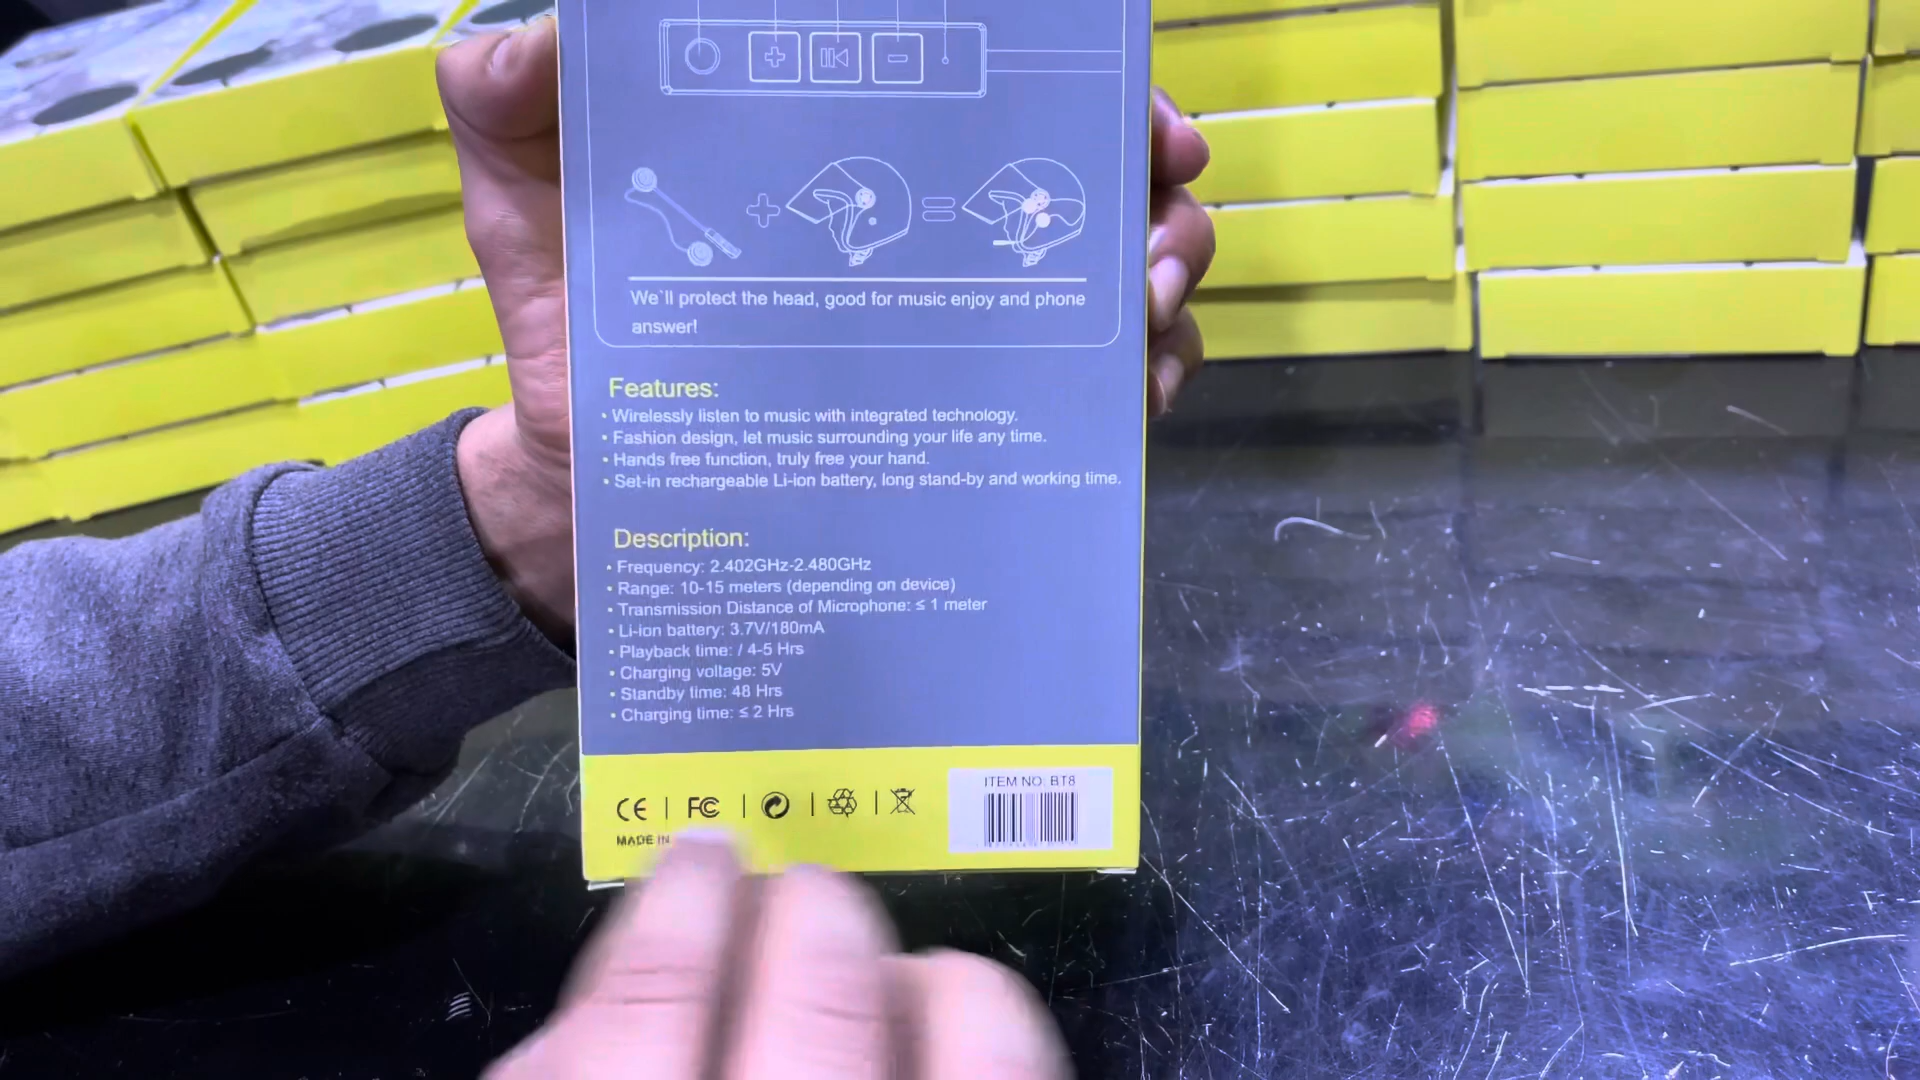 We`ll protect the head, good for music enjoy and phone
answer!
Features:
• Wirelessly listen to music with integrated technology.
• Fashion design, let music surrounding your life any time.
• Hands free function, truly free your hand.
• Set-in rechargeable Li-ion battery, long stand-by and working time.
Description:
• Frequency: 2.402GHz-2.480GHz
• Range: 10-15 meters (depending on device)
• Transmission Distance of Microphone: ≤ 1 meter
• Li-ion battery: 3.7V/180mA
• Playback time: / 4-5 Hrs
• Charging voltage: 5V
• Standby time: 48 Hrs
• Charging time: ≤ 2 Hrs
CE | FC
MADE IN
ITEM NO: BT8